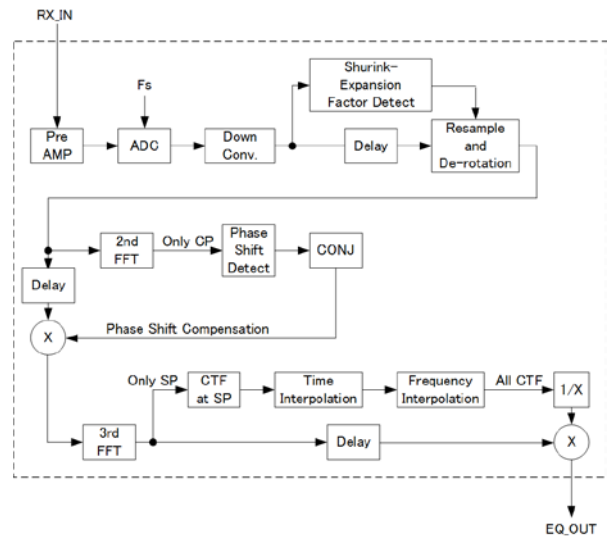 RX_IN
Fs
Shurink-
Expansion
Factor Detect
Pre
AMP
ADC
Down
Conv.
Delay
Resample
and
De-rotation
2nd
FFT
Only CP
Phase
Shift
Detect
CONJ
Delay
X
Phase Shift Compensation
Only SP
CTF
at SP
Time
Interpolation
Frequency
Interpolation
All CTF
1/X
3rd
FFT
Delay
X
EQ_OUT